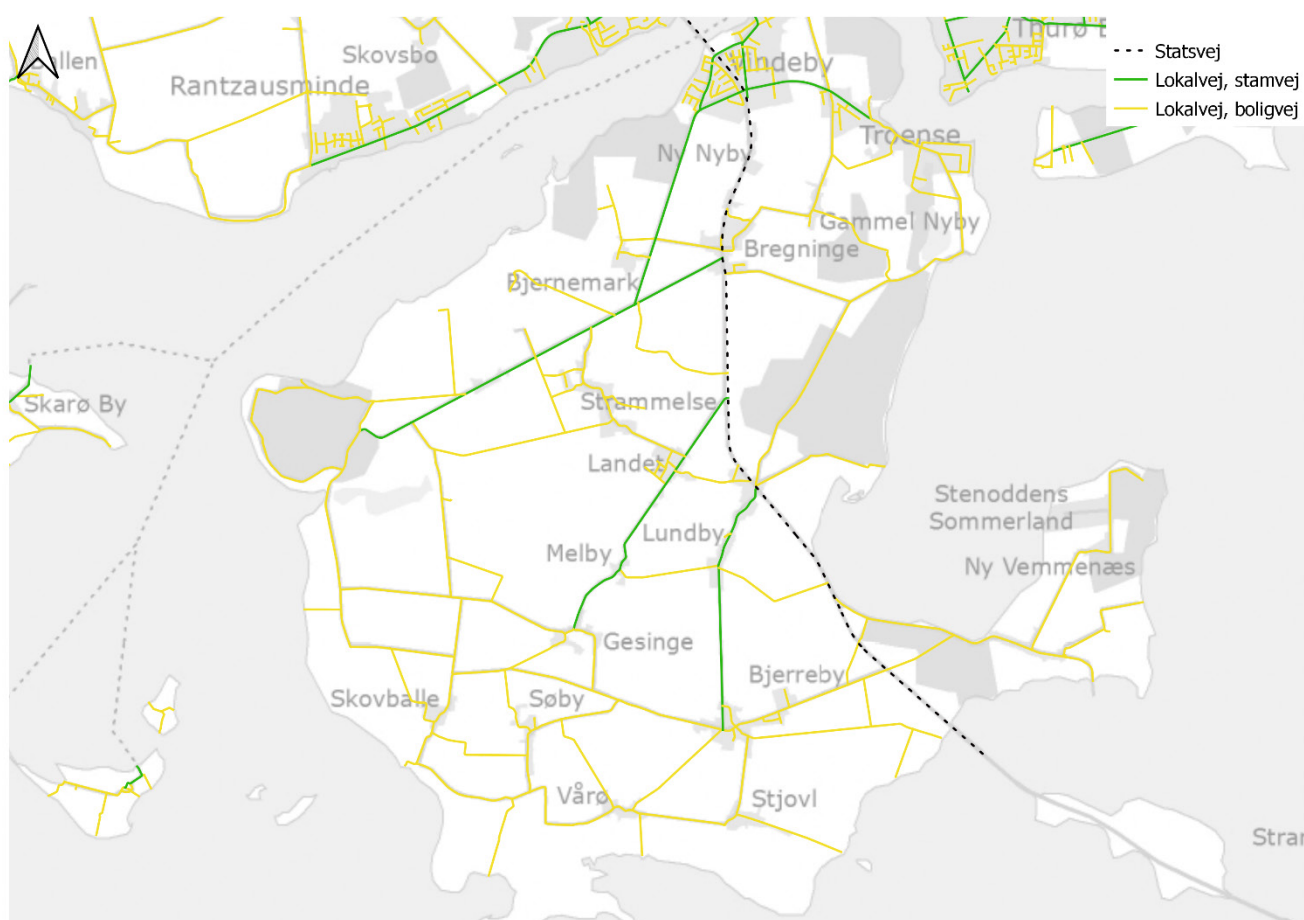 Statsvej
Lokalvej, stamvej
Lokalvej, boligvej
Skovsbo
Rantzausminde
Troense
Ny Nyby
Gammel Nyby
Bregninge
Bjernemark
Skarø By
Strammelse
Landet
Stenoddens
Sommerland
Lundby
Melby
Ny Vemmenæs
Gesinge
Bjerreby
Skovballe
Søby
Vårø
Stjovl